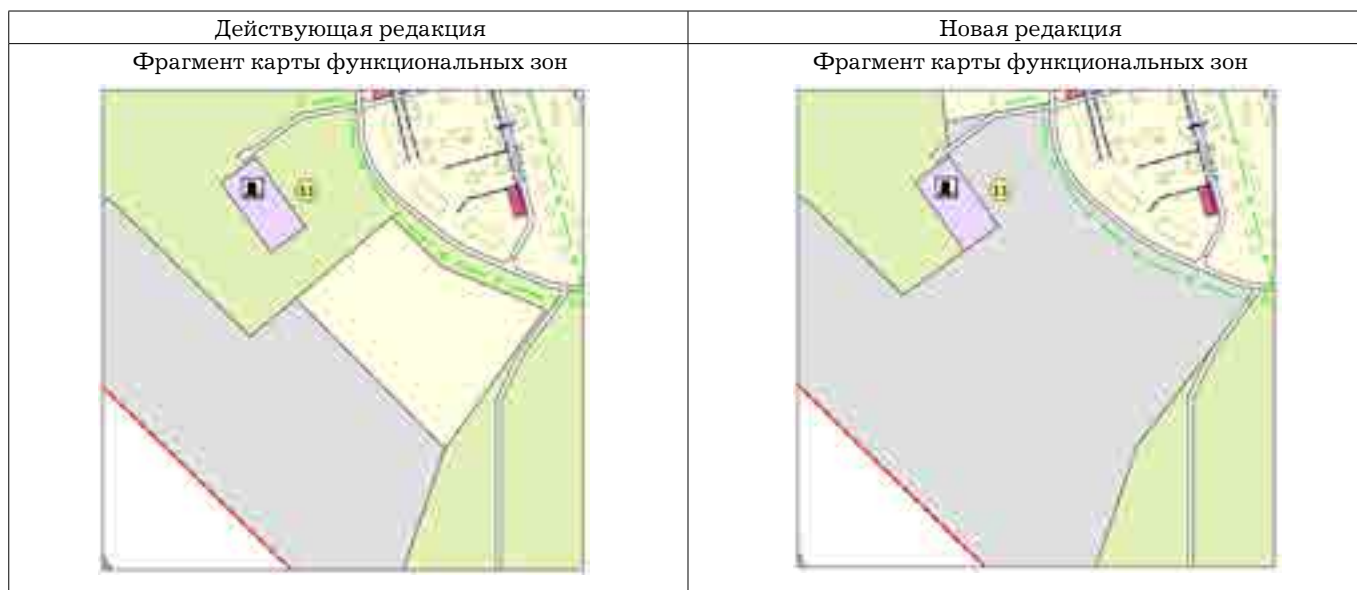 Действующая редакция
Новая редакция
Фрагмент карты функциональных зон
Фрагмент карты функциональных зон
11
11